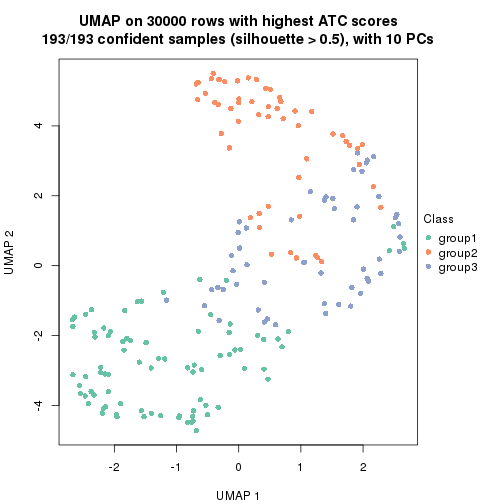 UMAP on 30000 rows with highest ATC scores
193/193 confident samples (silhouette > 0.5), with 10 PCs
4
2
0
-2
-4
UMAP 2
-2
-1
0
1
2
UMAP 1
Class
group1
group2
group3